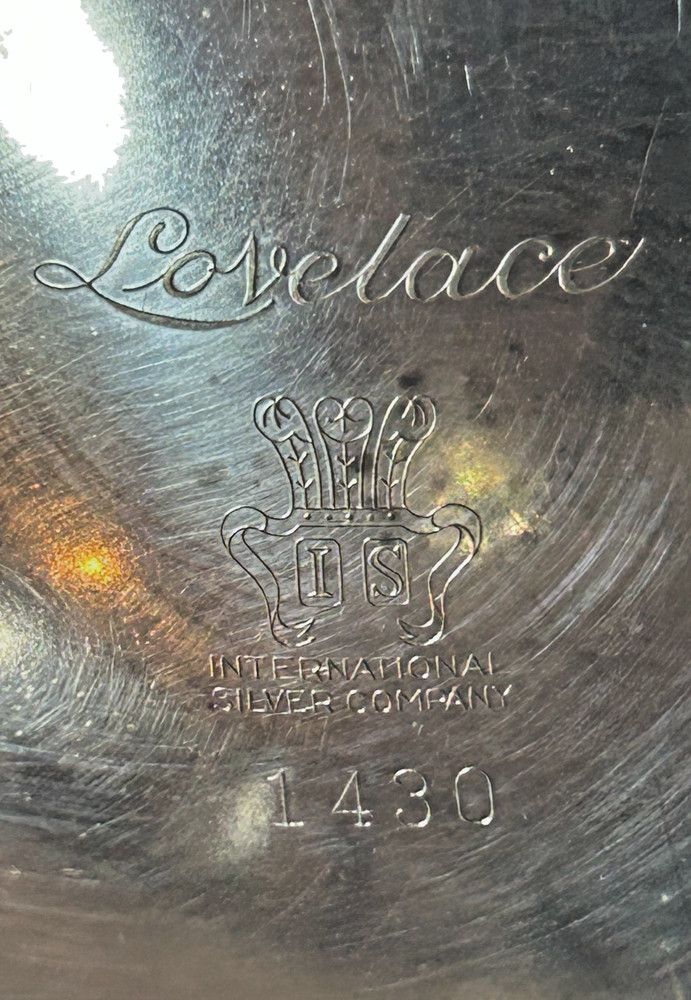 Lovelace
I S
INTERNATIONAL
SILVER COMPANY
1430